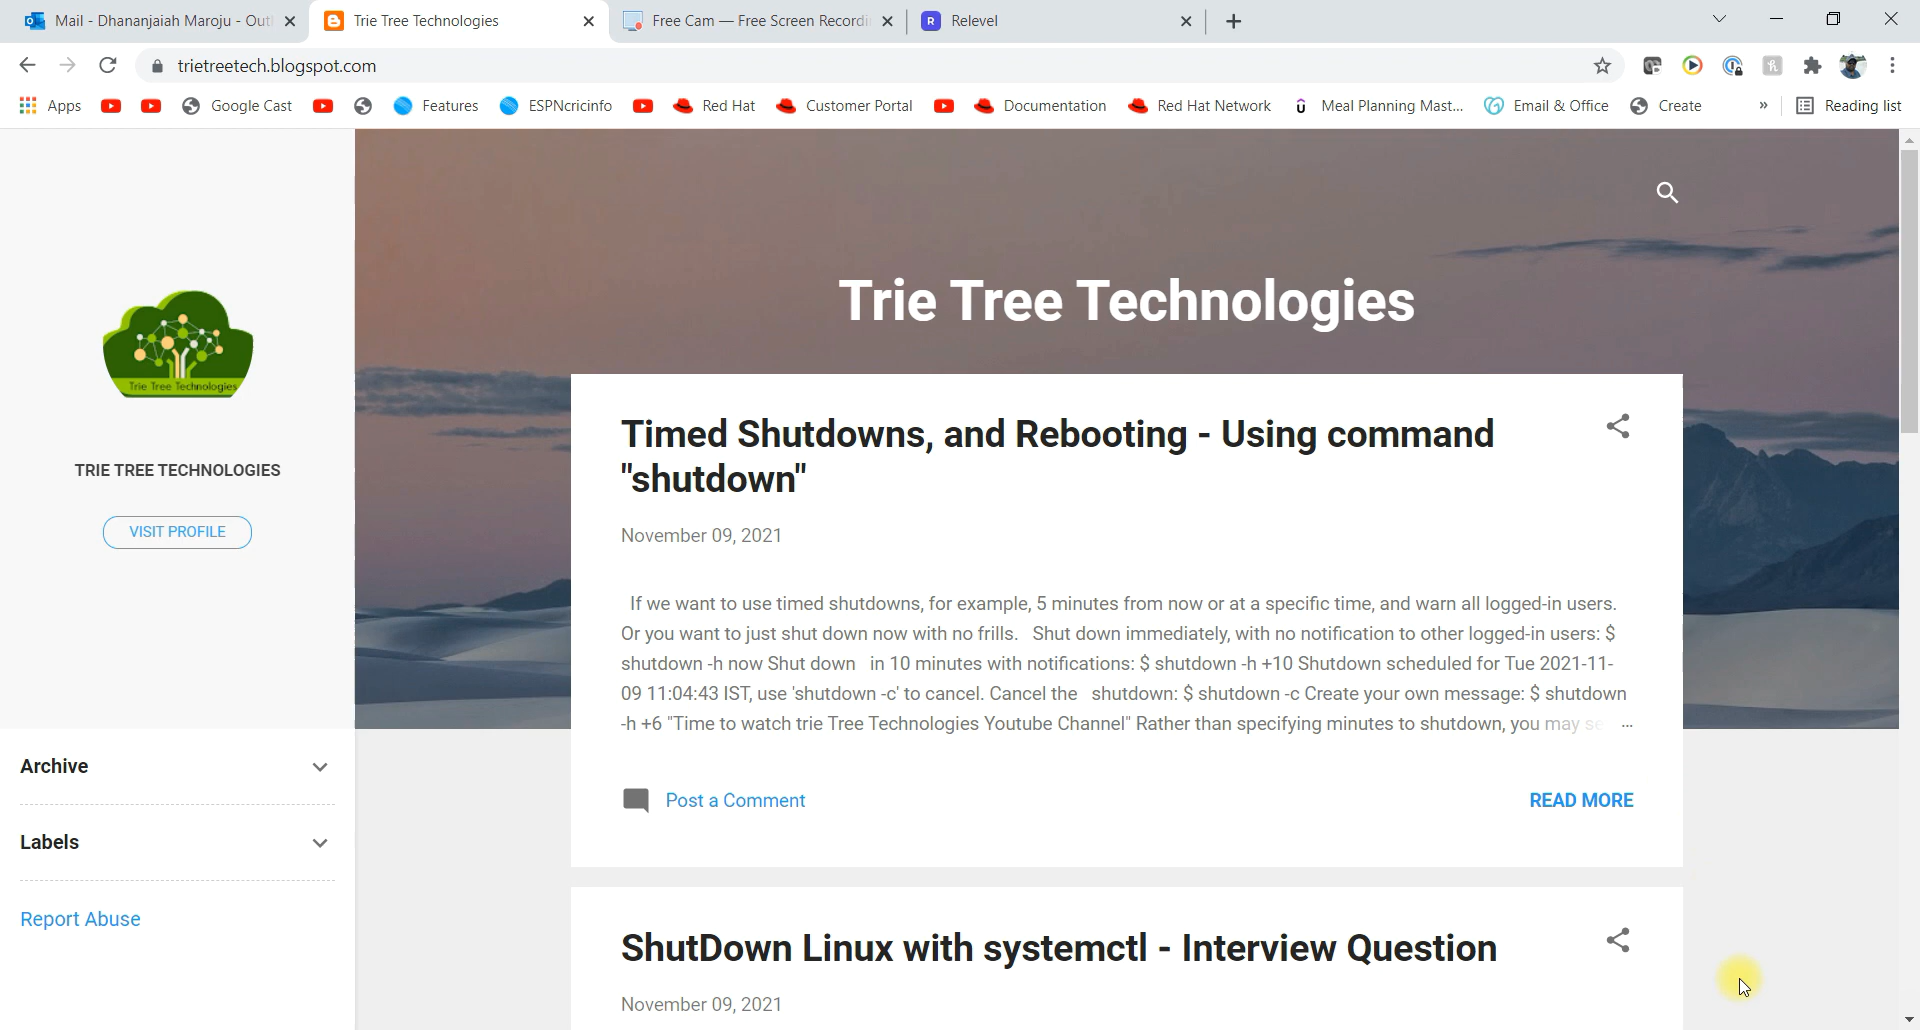 Mail - Dhananjaiah Maroju - Out
Trie Tree Technologies
Free Cam — Free Screen Recordi
Relevel
trietreetech.blogspot.com
Apps
Google Cast
Features
ESPNcricinfo
Red Hat
Customer Portal
Documentation
Red Hat Network
Meal Planning Mast...
Email & Office
Create
»
Reading list
Trie Tree Technologies
TRIE TREE TECHNOLOGIES
VISIT PROFILE
Archive
Labels
Report Abuse
Trie Tree Technologies
Timed Shutdowns, and Rebooting - Using command
"shutdown"
November 09, 2021
If we want to use timed shutdowns, for example, 5 minutes from now or at a specific time, and warn all logged-in users.
Or you want to just shut down now with no frills.   Shut down immediately, with no notification to other logged-in users: $
shutdown -h now Shut down   in 10 minutes with notifications: $ shutdown -h +10 Shutdown scheduled for Tue 2021-11-
09 11:04:43 IST, use 'shutdown -c' to cancel. Cancel the   shutdown: $ shutdown -c Create your own message: $ shutdown
-h +6 "Time to watch trie Tree Technologies Youtube Channel" Rather than specifying minutes to shutdown, you may se ...
Post a Comment
READ MORE
ShutDown Linux with systemctl - Interview Question
November 09, 2021